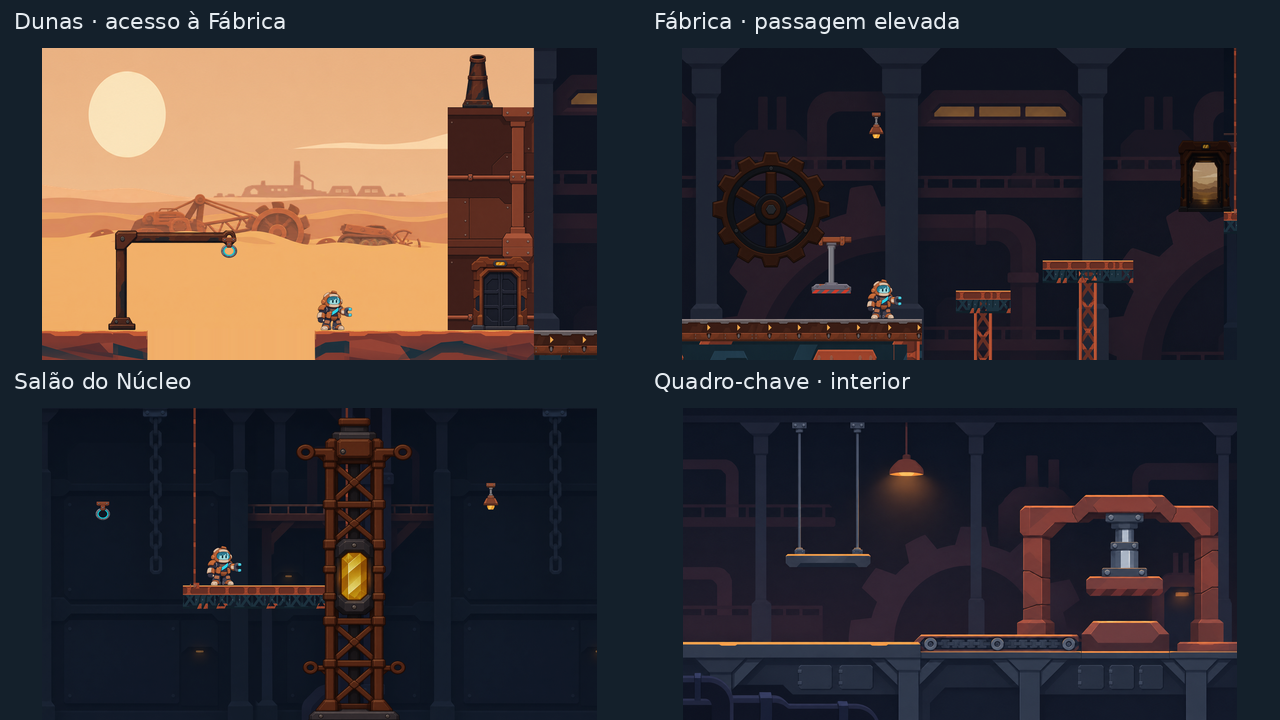 Dunas · acesso à Fábrica
Fábrica · passagem elevada
Salão do Núcleo
Quadro-chave · interior